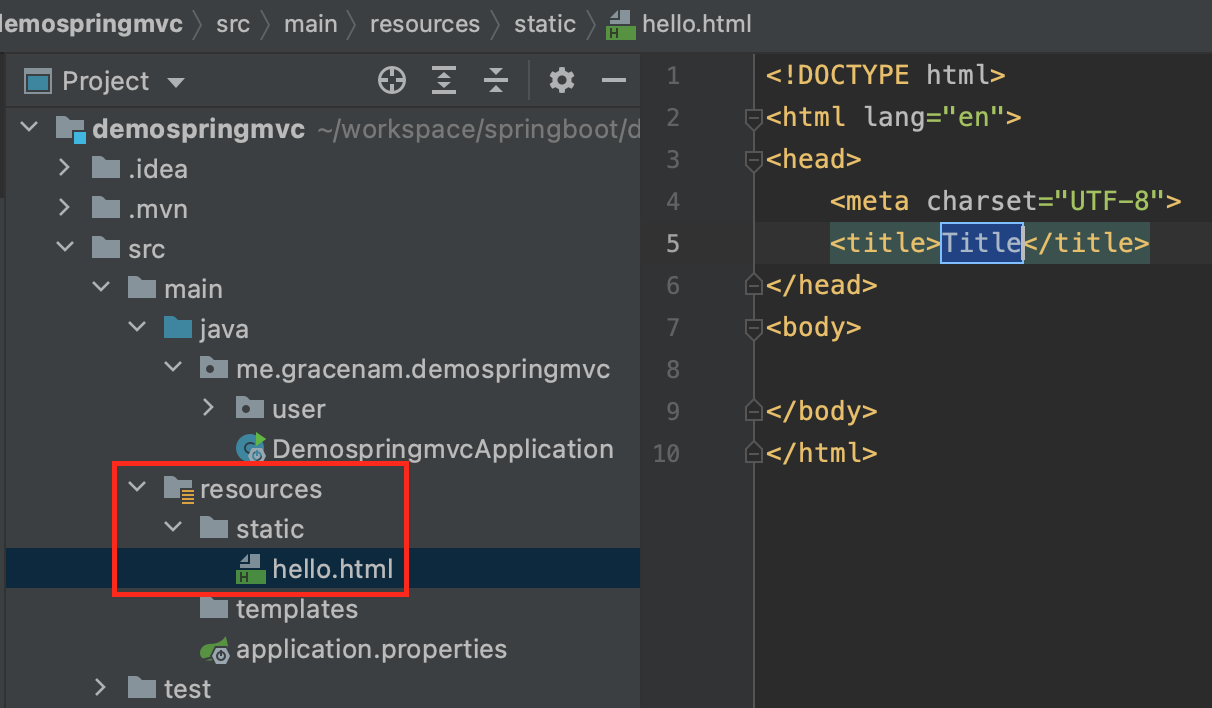 demospringmvc src main resources static hello.html
Project
demospringmvc ~/workspace/springboot/d
.idea
.mvn
src
main
java
me.gracenam.demospringmvc
user
DemospringmvcApplication
resources
static
hello.html
templates
application.properties
test
1 <!DOCTYPE html>
2 <html lang="en">
3 <head>
4 <meta charset="UTF-8">
5 <title>Title</title>
6 </head>
7 <body>
8
9 </body>
10 </html>